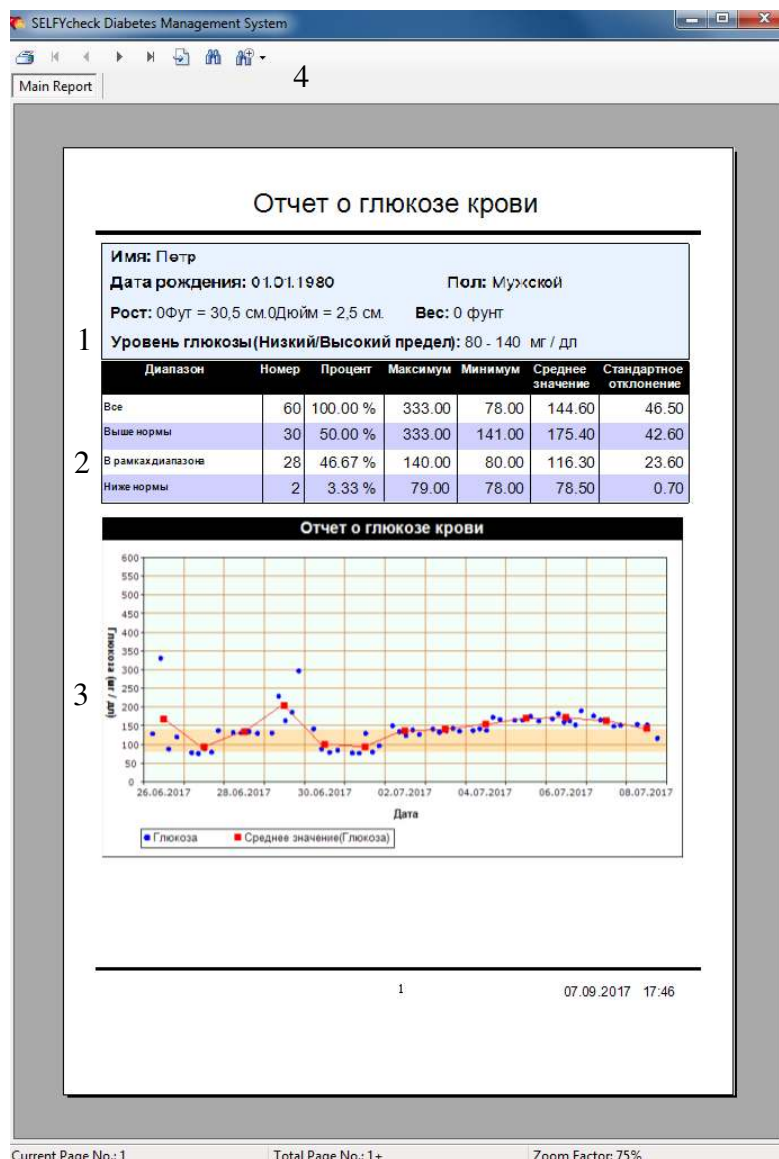 SELFYcheck Diabetes Management System
4
Main Report
Отчет о глюкозе крови
Имя: Петр
Дата рождения: 01.01.1980 Пол: Мужской
Рост: 0Фут = 30,5 см.0Дюйм = 2,5 см. Вес: 0 фунт
1 Уровень глюкозы(Низкий/Высокий предел): 80 - 140 мг / дл
Диапазон Номер Процент Максимум Минимум Среднее значение Стандартное отклонение
Все 60 100.00 % 333.00 78.00 144.60 46.50
Выше нормы 30 50.00 % 333.00 141.00 175.40 42.60
2 В рамках диапазона 28 46.67 % 140.00 80.00 116.30 23.60
Ниже нормы 2 3.33 % 79.00 78.00 78.50 0.70
Отчет о глюкозе крови
600
550
500
450
400
350
300
250
200
150
100
50
0
3
Глюкоза (мг / дл)
26.06.2017 28.06.2017 30.06.2017 02.07.2017 04.07.2017 06.07.2017 08.07.2017
Дата
Глюкоза Среднее значение(Глюкоза)
1 07.09.2017 17:46
Current Page No.: 1 Total Page No.: 1+ Zoom Factor: 75%